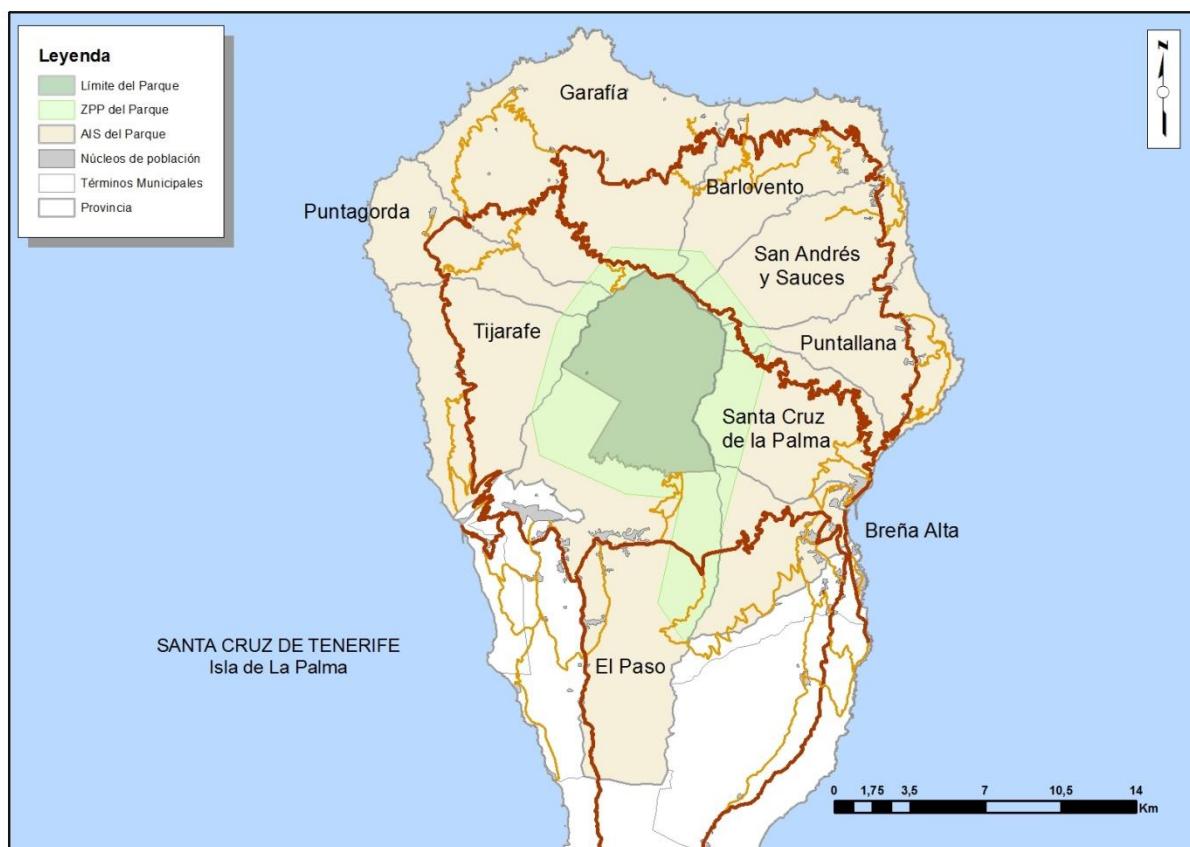 Leyenda
Límite del Parque
ZPP del Parque
AIS del Parque
Núcleos de población
Términos Municipales
Provincia
N
Garafía
Barlovento
Puntagorda
San Andrés
y Sauces
Tijarafe
Puntallana
Santa Cruz
de la Palma
Breña Alta
SANTA CRUZ DE TENERIFE
Isla de La Palma
El Paso
0 1,75 3,5 7 10,5 14
Km